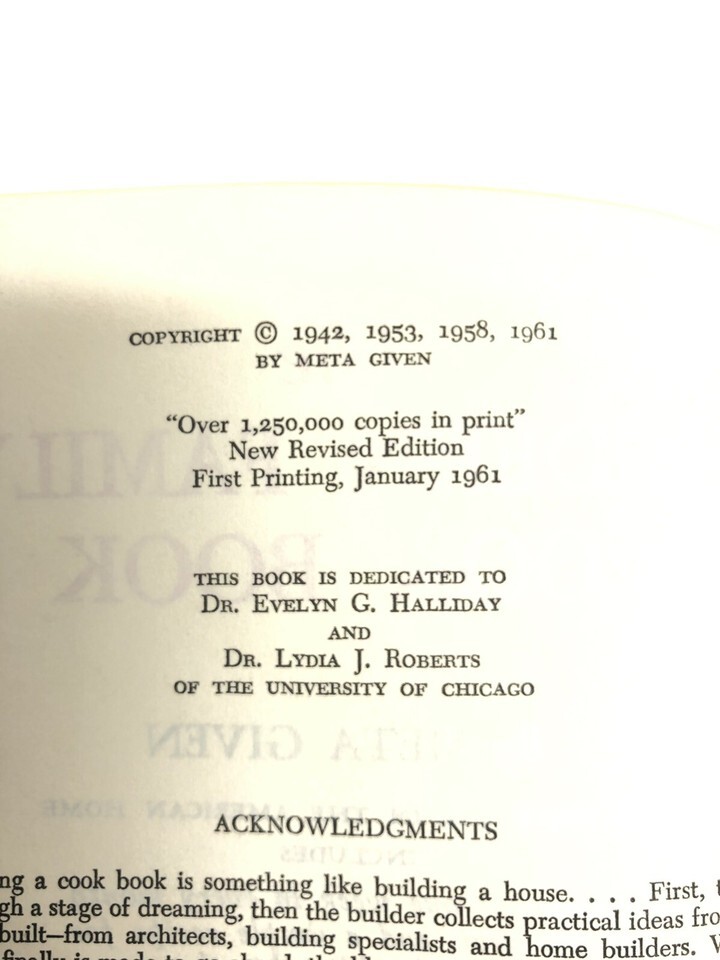 COPYRIGHT © 1942, 1953, 1958, 1961
BY META GIVEN
"Over 1,250,000 copies in print"
New Revised Edition
First Printing, January 1961
THIS BOOK IS DEDICATED TO
DR. EVELYN G. HALLIDAY
AND
DR. LYDIA J. ROBERTS
OF THE UNIVERSITY OF CHICAGO
ACKNOWLEDGMENTS
ng a cook book is something like building a house. . . . First, t
gh a stage of dreaming, then the builder collects practical ideas fro
built—from architects, building specialists and home builders.